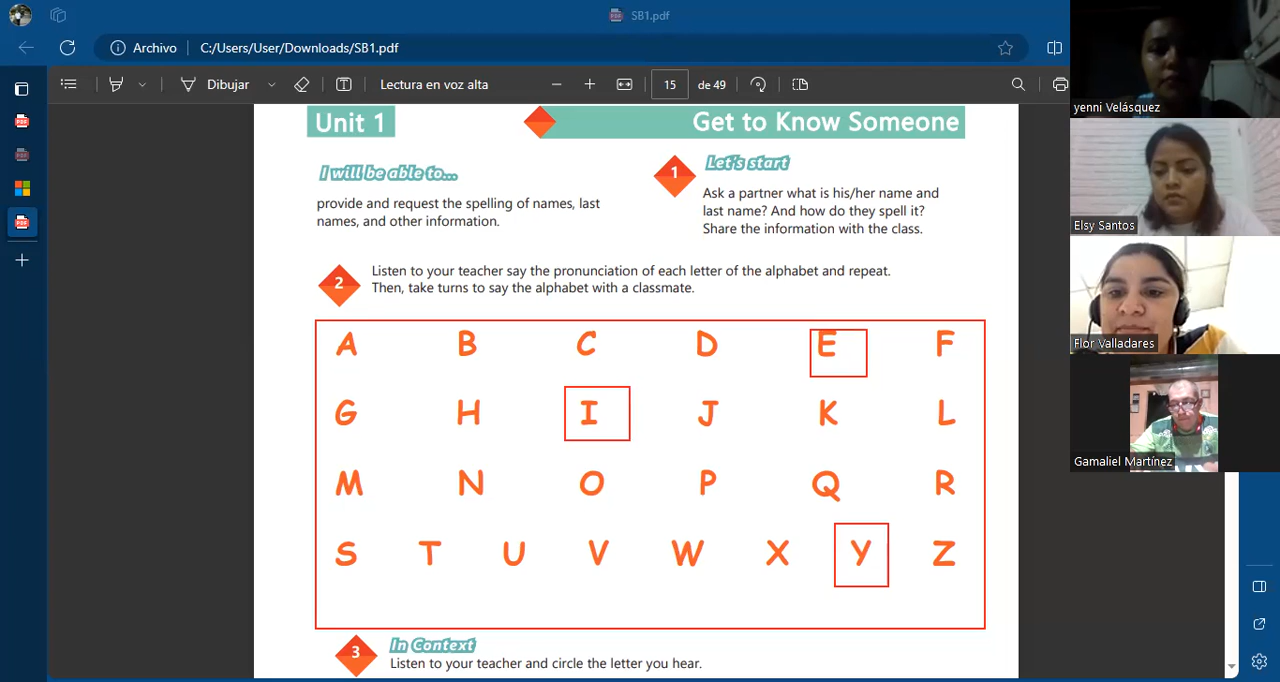 SB1.pdf
Archivo C:/Users/User/Downloads/SB1.pdf
Dibujar Lectura en voz alta 15 de 49
Unit 1 Get to Know Someone
I will be able to...
provide and request the spelling of names, last
names, and other information.
1 Let's start
Ask a partner what is his/her name and
last name? And how do they spell it?
Share the information with the class.
2 Listen to your teacher say the pronunciation of each letter of the alphabet and repeat.
Then, take turns to say the alphabet with a classmate.
A B C D E F
G H I J K L
M N O P Q R
S T U V W X Y Z
3 In Context
Listen to your teacher and circle the letter you hear.
yenni Velásquez
Elsy Santos
Flor Valladares
Gamaliel Martínez